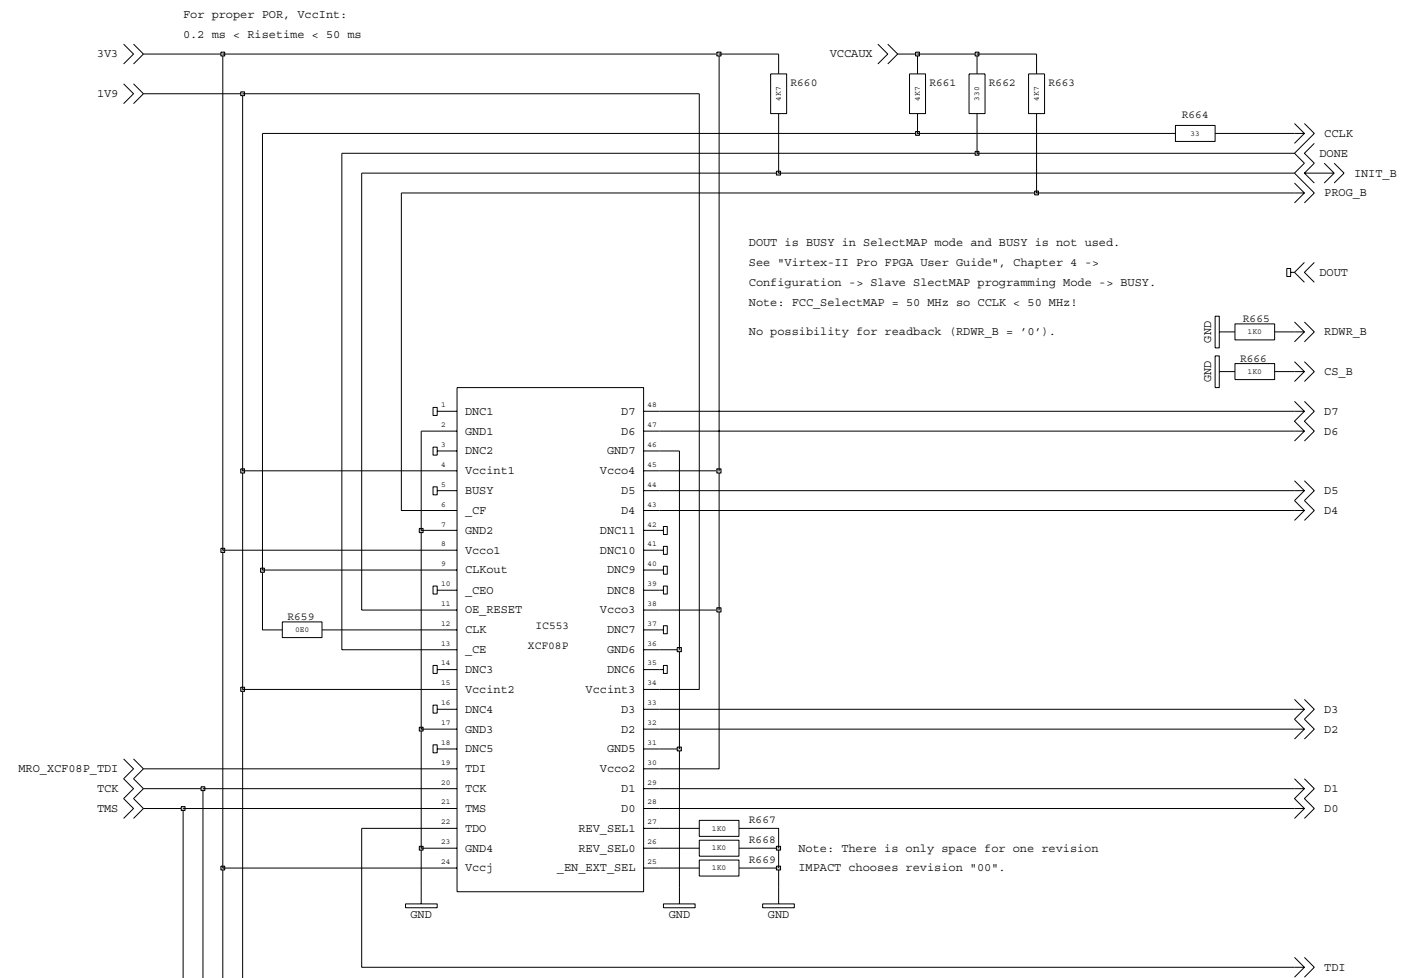 For proper POR, VccInt:
0.2 ms < Risetime < 50 ms
3V3
VCCAUX
1V9
4K7
R660
4K7
R661
330
R662
4K7
R663
R664
33
CCLK
DONE
INIT_B
PROG_B
DOUT is BUSY in SelectMAP mode and BUSY is not used.
See "Virtex-II Pro FPGA User Guide", Chapter 4 ->
Configuration -> Slave SlectMAP programming Mode -> BUSY.
Note: FCC_SelectMAP = 50 MHz so CCLK < 50 MHz!
No possibility for readback (RDWR_B = '0').
DOUT
GND
R665
1K0
RDWR_B
GND
R666
1K0
CS_B
1 DNC1 D7 48 D7
2 GND1 D6 47 D6
3 DNC2 GND7 46
4 Vccint1 Vcco4 45
5 BUSY D5 44 D5
6 _CF D4 43 D4
7 GND2 DNC11 42
8 Vcco1 DNC10 41
9 CLKout DNC9 40
10 _CEO DNC8 39
11 OE_RESET Vcco3 38
R659
0E0
12 CLK DNC7 37
IC553
XCF08P
13 _CE GND6 36
14 DNC3 DNC6 35
15 Vccint2 Vccint3 34
16 DNC4 D3 33 D3
17 GND3 D2 32 D2
18 DNC5 GND5 31
MRO_XCF08P_TDI 19 TDI Vcco2 30
TCK 20 TCK D1 29 D1
TMS 21 TMS D0 28 D0
22 TDO REV_SEL1 27 1K0 R667
23 GND4 REV_SEL0 26 1K0 R668
24 Vccj _EN_EXT_SEL 25 1K0 R669
Note: There is only space for one revision
IMPACT chooses revision "00".
GND
GND
GND
TDI